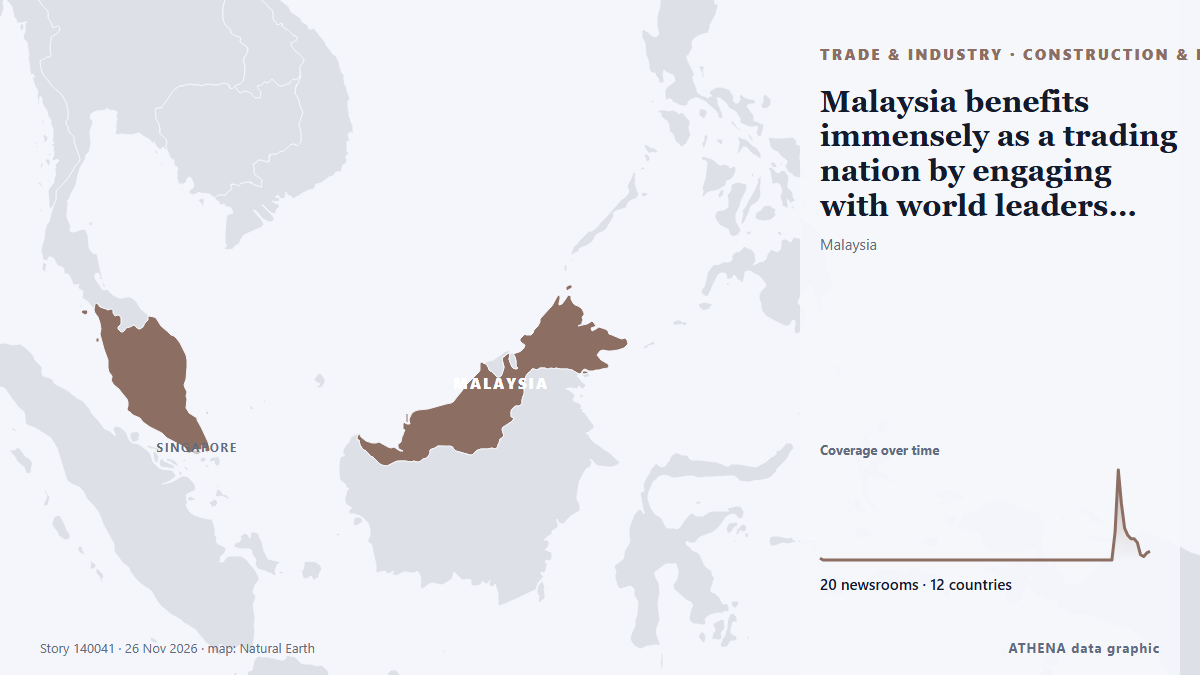 TRADE & INDUSTRY · CONSTRUCTION &
Malaysia benefits
immensely as a trading
nation by engaging
with world leaders...
Malaysia
MALAYSIA
SINGAPORE
Coverage over time
20 newsrooms · 12 countries
Story 140041 · 26 Nov 2026 · map: Natural Earth
ATHENA data graphic